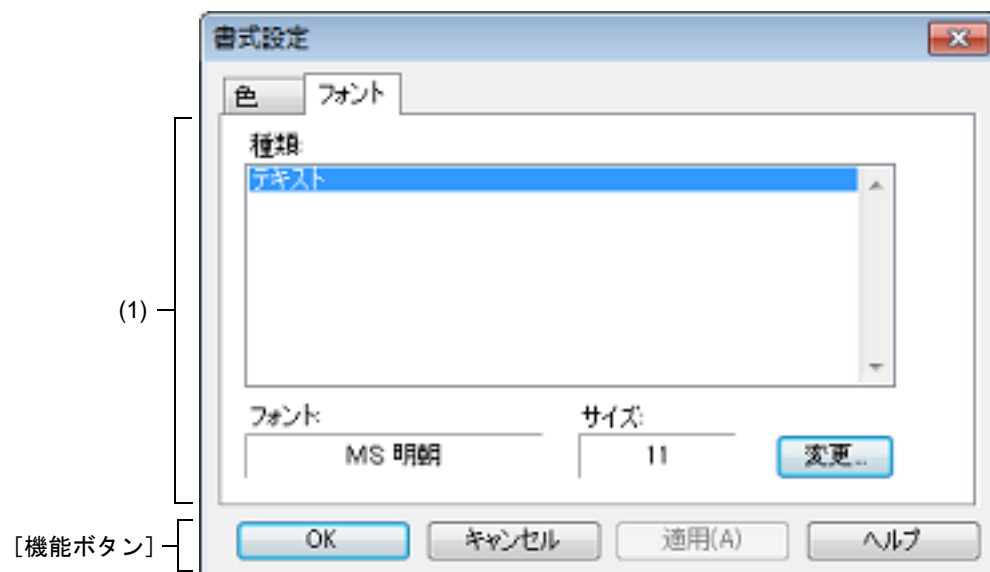 書式設定
色 フォント
種類:
テキスト
(1)
フォント: サイズ:
MS 明朝 11 変更...
[機能ボタン] OK キャンセル 適用(A) ヘルプ